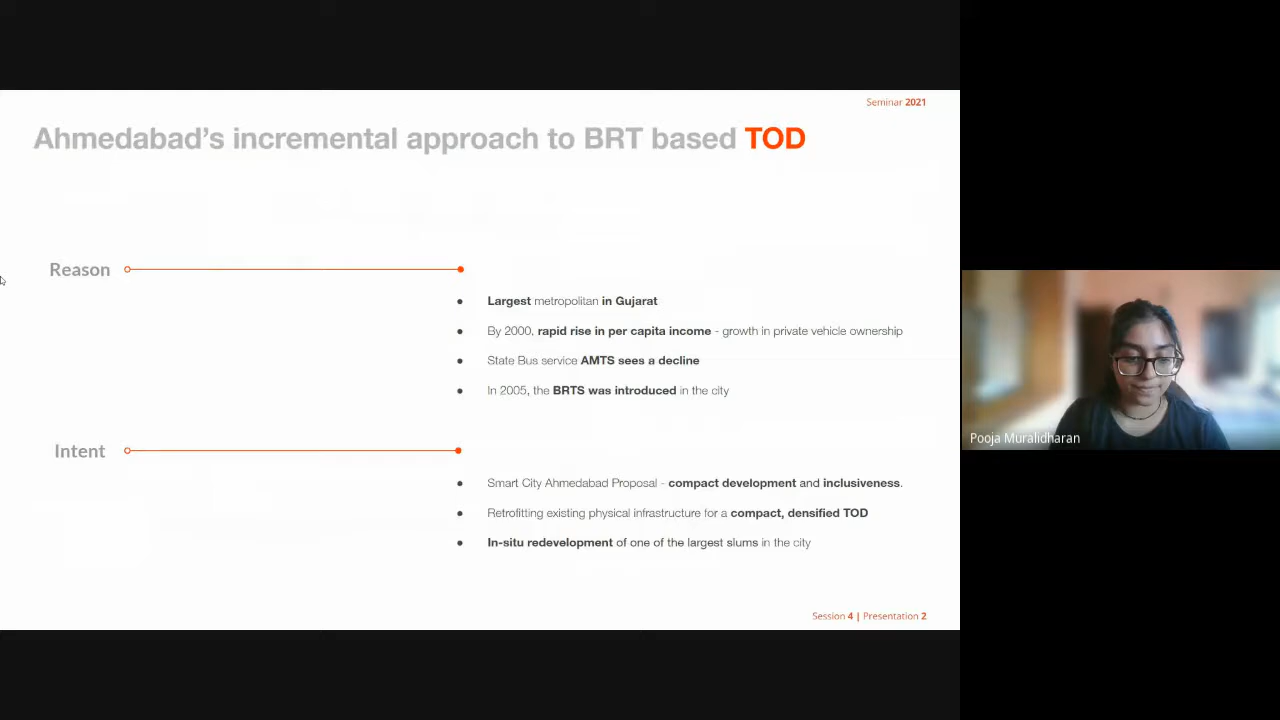 Seminar 2021
Ahmedabad's incremental approach to BRT based TOD
Reason
● Largest metropolitan in Gujarat
● By 2000, rapid rise in per capita income - growth in private vehicle ownership
● State Bus service AMTS sees a decline
● In 2005, the BRTS was introduced in the city
Intent
● Smart City Ahmedabad Proposal - compact development and inclusiveness.
● Retrofitting existing physical infrastructure for a compact, densified TOD
● In-situ redevelopment of one of the largest slums in the city
Session 4 | Presentation 2
Pooja Muralidharan